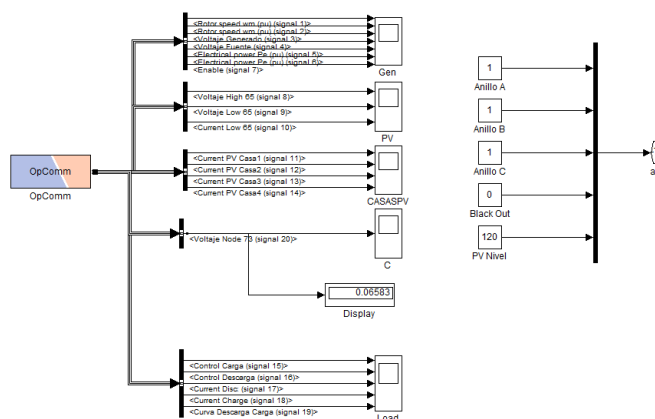 <Rotor speed wm (pu) (signal 1)>
<Rotor speed wm (pu) (signal 2)>
<Voltaje Generado (signal 3)>
<Voltaje Fuente (signal 4)>
<Electrical power Pe (pu) (signal 5)>
<Electrical power Pe (pu) (signal 6)>
<Enable (signal 7)>
Gen
<Voltaje High 65 (signal 8)>
<Voltaje Low 65 (signal 9)>
<Current Low 65 (signal 10)>
PV
OpComm
OpComm
<Current PV Casa1 (signal 11)>
<Current PV Casa2 (signal 12)>
<Current PV Casa3 (signal 13)>
<Current PV Casa4 (signal 14)>
CASASPV
<Voltaje Node 73 (signal 20)>
C
0.06583
Display
<Control Carga (signal 15)>
<Control Descarga (signal 16)>
<Current Disc (signal 17)>
<Current Charge (signal 18)>
<Curva Descarga Carga (signal 19)>
Load
1
Anillo A
1
Anillo B
1
Anillo C
0
Black Out
120
PV Nivel
a